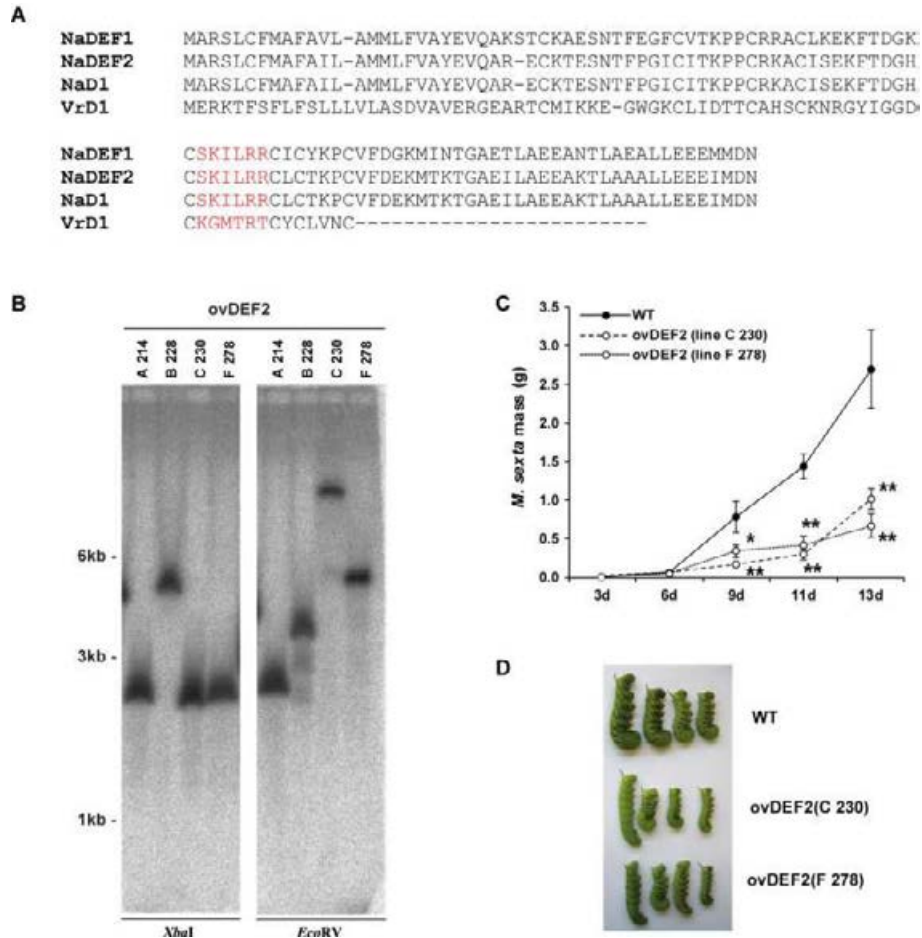 A
NaDEF1 MARSLCFMAFAVL-AMMLFVAYEVQAKSTCKAESNTFEGFCVTKPPCRRACLKEKFTDGK
NaDEF2 MARSLCFMAFAIL-AMMLFVAYEVQAR-ECKTESNTFPGICITKPPCRKACISEKFTDGH
NaD1 MARSLCFMAFAIL-AMMLFVAYEVQAR-ECKTESNTFPGICITKPPCRKACISEKFTDGH
VrD1 MERKTFSFLFSLLLVLASDVAVERGEARTCMIKKE-GWGKCLIDTTCAHSCKNRGYIGGD-
NaDEF1 CSKILRRCICYKPCVFDGKMINTGAETLAEEANTLAEALLEEEMMDN
NaDEF2 CSKILRRCLCTKPCVFDEKMTKTGAEILAEEAKTLAAALLEEEIMDN
NaD1 CSKILRRCLCTKPCVFDEKMTKTGAEILAEEAKTLAAALLEEEIMDN
VrD1 CKGMTRTCYCLVNC---------------------------
B
ovDEF2
A 214 B 228 C 230 F 278 A 214 B 228 C 230 F 278
6kb -
3kb -
1kb -
XbaI EcoRV
C
WT
ovDEF2 (line C 230)
ovDEF2 (line F 278)
M. sexta mass (g)
3.5
3.0
2.5
2.0
1.5
1.0
0.5
0.0
* ** ** ** ** **
3d 6d 9d 11d 13d
D
WT
ovDEF2(C 230)
ovDEF2(F 278)